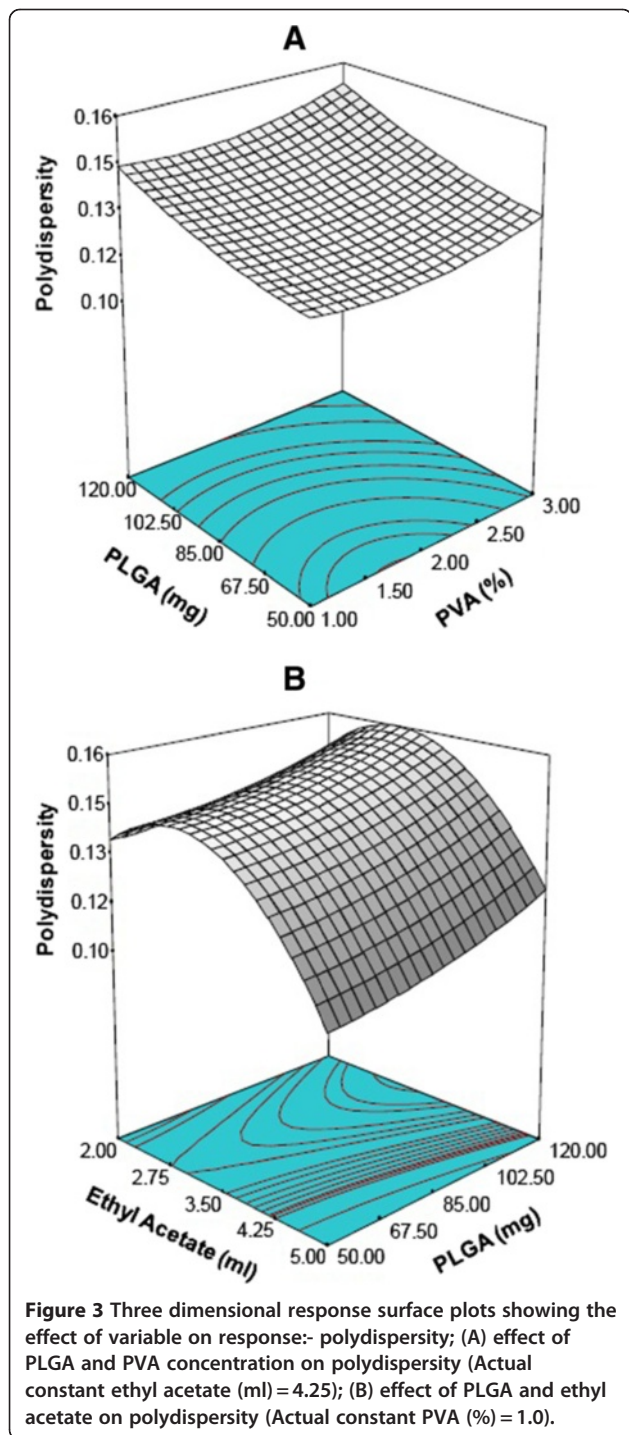 A
0.16
0.15
0.13
0.12
0.10
Polydispersity
120.00
102.50
85.00
67.50
50.00
PLGA (mg)
1.00
1.50
2.00
2.50
3.00
PVA (%)
B
0.16
0.15
0.13
0.12
0.10
Polydispersity
2.00
2.75
3.50
4.25
5.00
Ethyl Acetate (ml)
50.00
67.50
85.00
102.50
120.00
PLGA (mg)
Figure 3 Three dimensional response surface plots showing the
effect of variable on response:- polydispersity; (A) effect of
PLGA and PVA concentration on polydispersity (Actual
constant ethyl acetate (ml) = 4.25); (B) effect of PLGA and ethyl
acetate on polydispersity (Actual constant PVA (%) = 1.0).